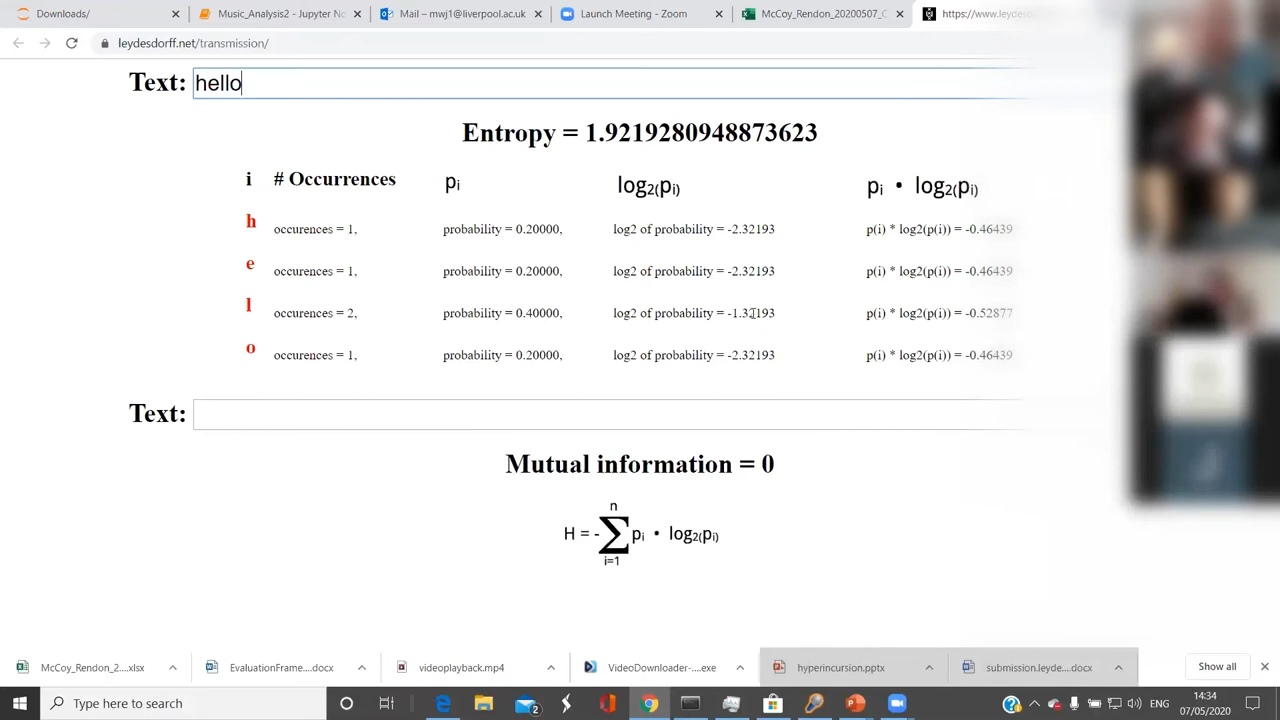 Downloads/
Music_Analysis2 - Jupyter No
Mail – mwj1@liverpool.ac.uk
Launch Meeting - Zoom
McCoy_Rendon_20200507_C
https://www.leydes
leydesdorff.net/transmission/
Text: hello
Entropy = 1.9219280948873623
i # Occurrences pi log2(pi) pi • log2(pi)
h occurences = 1, probability = 0.20000, log2 of probability = -2.32193 p(i) * log2(p(i)) = -0.46439
e occurences = 1, probability = 0.20000, log2 of probability = -2.32193 p(i) * log2(p(i)) = -0.46439
l occurences = 2, probability = 0.40000, log2 of probability = -1.32193 p(i) * log2(p(i)) = -0.52877
o occurences = 1, probability = 0.20000, log2 of probability = -2.32193 p(i) * log2(p(i)) = -0.46439
Text:
Mutual information = 0
n
H = -∑ pi • log2(pi)
i=1
McCoy_Rendon_2....xlsx
EvaluationFrame....docx
videoplayback.mp4
VideoDownloader-....exe
hyperincursion.pptx
submission.leyde....docx
Show all
Type here to search
2
ENG
14:34
07/05/2020